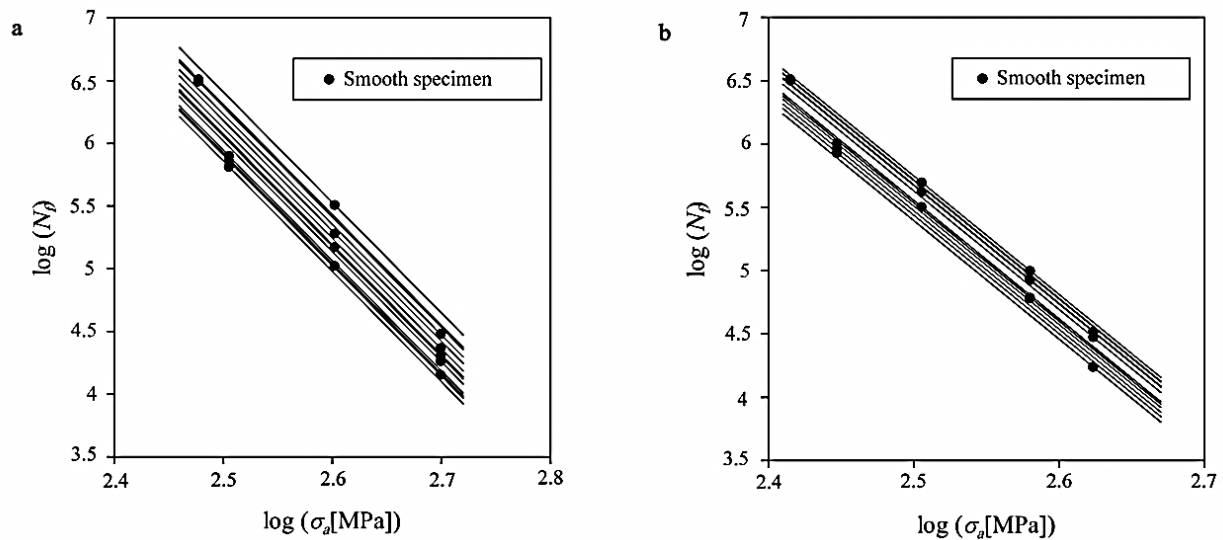 a
7
6.5
6
5.5
5
4.5
4
3.5
2.4 2.5 2.6 2.7 2.8
log (N_f)
log (σ_a[MPa])
● Smooth specimen
b
7
6.5
6
5.5
5
4.5
4
3.5
2.4 2.5 2.6 2.7
log (N_f)
log (σ_a[MPa])
● Smooth specimen